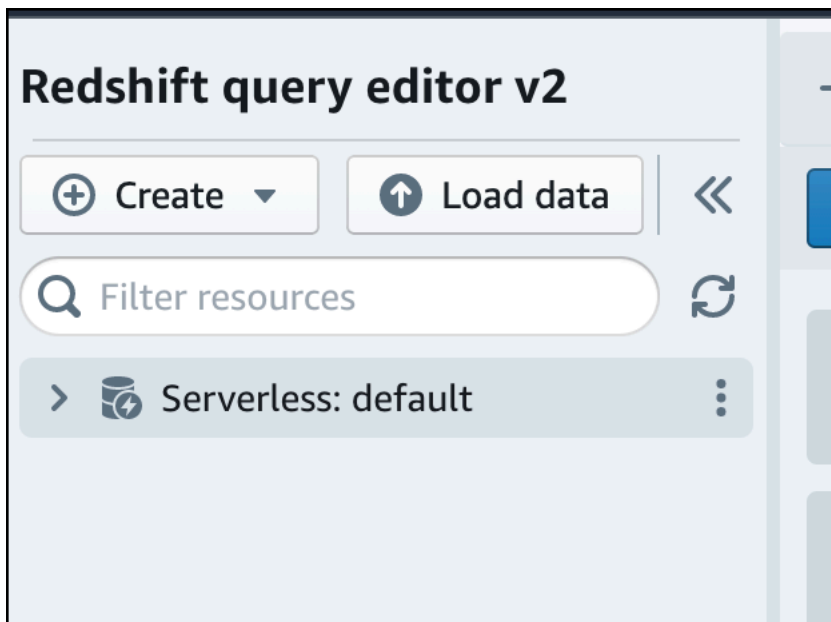 Redshift query editor v2
Create
Load data
Filter resources
Serverless: default